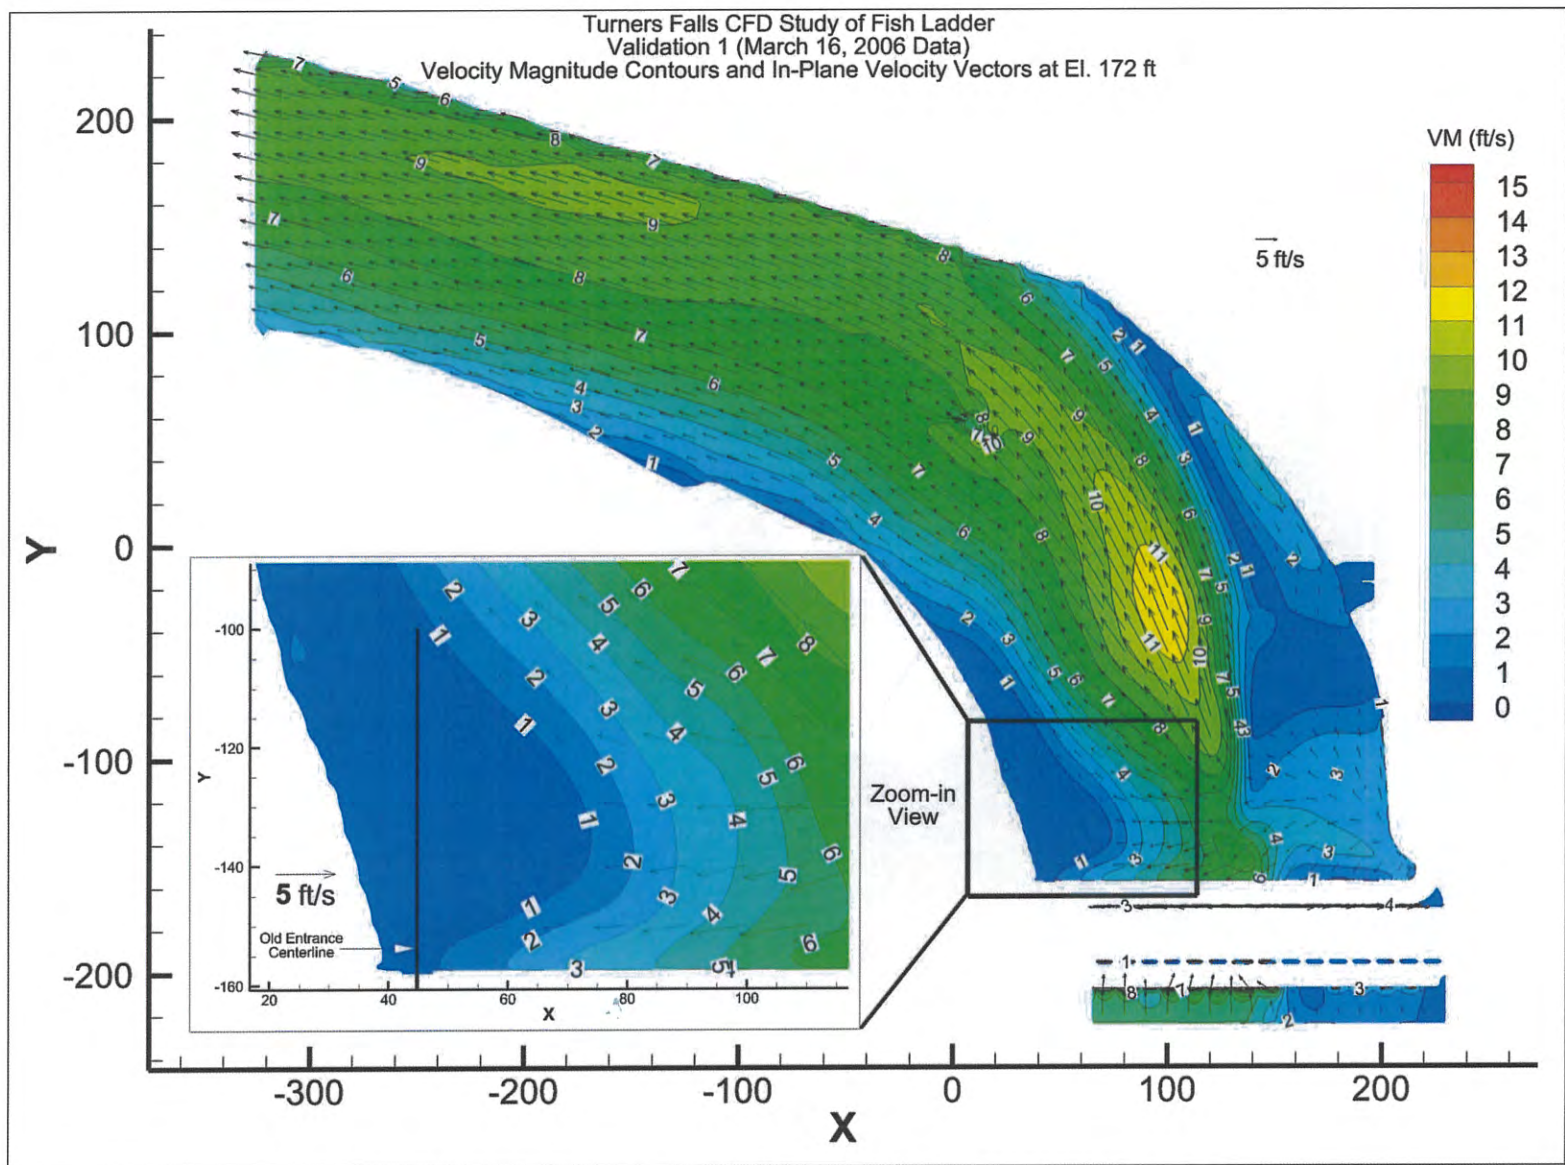 Turners Falls CFD Study of Fish Ladder
Validation 1 (March 16, 2006 Data)
Velocity Magnitude Contours and In-Plane Velocity Vectors at El. 172 ft
VM (ft/s)
15
14
13
12
11
10
9
8
7
6
5
4
3
2
1
0
5 ft/s
Y
200
100
0
-100
-200
-300
-200
-100
0
100
200
X
Zoom-in
View
Y
-100
-120
-140
-160
20
40
60
80
100
X
5 ft/s
Old Entrance
Centerline